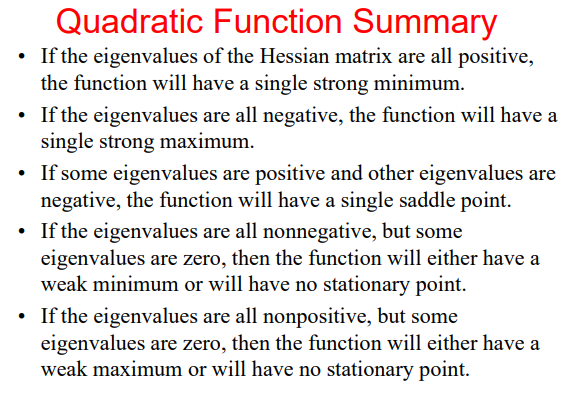 Quadratic Function Summary
• If the eigenvalues of the Hessian matrix are all positive,
the function will have a single strong minimum.
• If the eigenvalues are all negative, the function will have a
single strong maximum.
• If some eigenvalues are positive and other eigenvalues are
negative, the function will have a single saddle point.
• If the eigenvalues are all nonnegative, but some
eigenvalues are zero, then the function will either have a
weak minimum or will have no stationary point.
• If the eigenvalues are all nonpositive, but some
eigenvalues are zero, then the function will either have a
weak maximum or will have no stationary point.